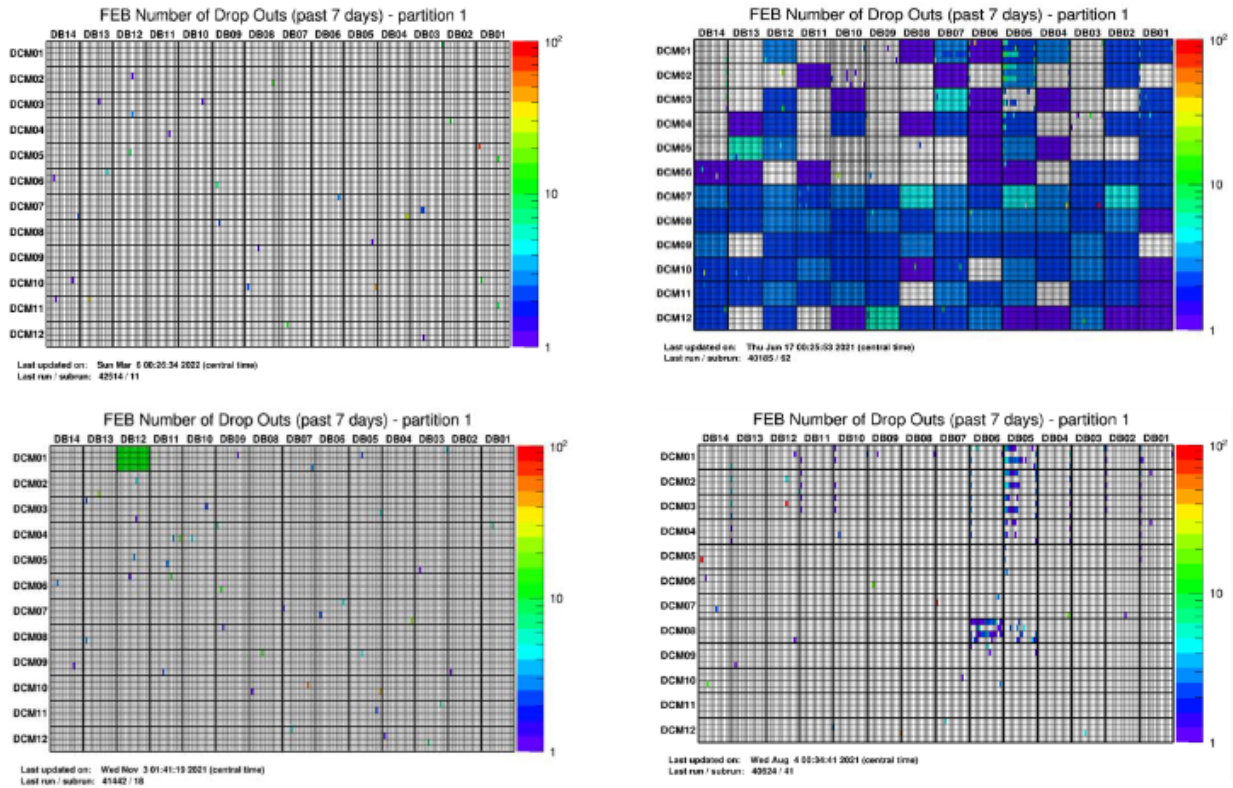 FEB Number of Drop Outs (past 7 days) - partition 1
DB14 DB13 DB12 DB11 DB10 DB09 DB08 DB07 DB06 DB05 DB04 DB03 DB02 DB01
DCM01
DCM02
DCM03
DCM04
DCM05
DCM06
DCM07
DCM08
DCM09
DCM10
DCM11
DCM12
10²
10
1
Last updated on: Sun Mar 6 00:26:34 2022 (central time)
Last run / subrun: 42514 / 11
FEB Number of Drop Outs (past 7 days) - partition 1
DB14 DB13 DB12 DB11 DB10 DB09 DB08 DB07 DB06 DB05 DB04 DB03 DB02 DB01
DCM01
DCM02
DCM03
DCM04
DCM05
DCM06
DCM07
DCM08
DCM09
DCM10
DCM11
DCM12
10²
10
1
Last updated on: Thu Jun 17 00:25:53 2021 (central time)
Last run / subrun: 40185 / 62
FEB Number of Drop Outs (past 7 days) - partition 1
DB14 DB13 DB12 DB11 DB10 DB09 DB08 DB07 DB06 DB05 DB04 DB03 DB02 DB01
DCM01
DCM02
DCM03
DCM04
DCM05
DCM06
DCM07
DCM08
DCM09
DCM10
DCM11
DCM12
10²
10
1
Last updated on: Wed Nov 3 01:41:19 2021 (central time)
Last run / subrun: 41442 / 18
FEB Number of Drop Outs (past 7 days) - partition 1
DB14 DB13 DB12 DB11 DB10 DB09 DB08 DB07 DB06 DB05 DB04 DB03 DB02 DB01
DCM01
DCM02
DCM03
DCM04
DCM05
DCM06
DCM07
DCM08
DCM09
DCM10
DCM11
DCM12
10²
10
1
Last updated on: Wed Aug 4 00:34:41 2021 (central time)
Last run / subrun: 40624 / 41